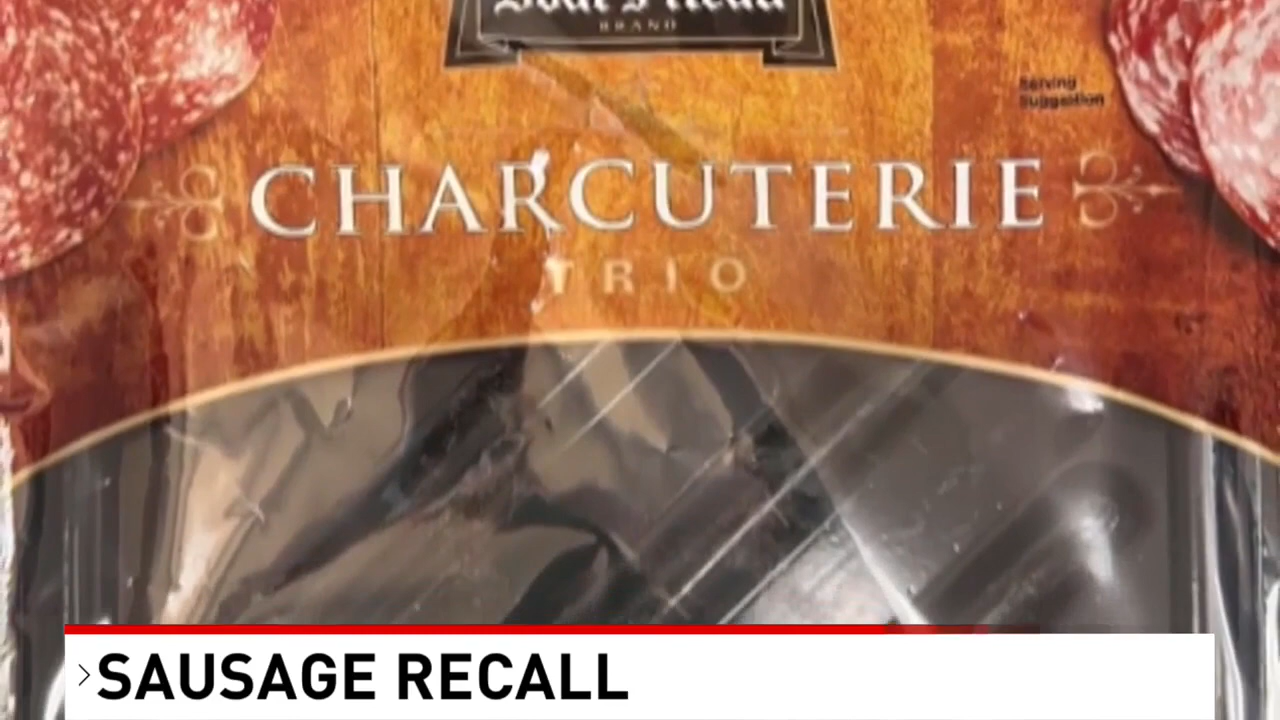 BRAND
Serving
Suggestion
CHARCUTERIE
TRIO
SAUSAGE RECALL